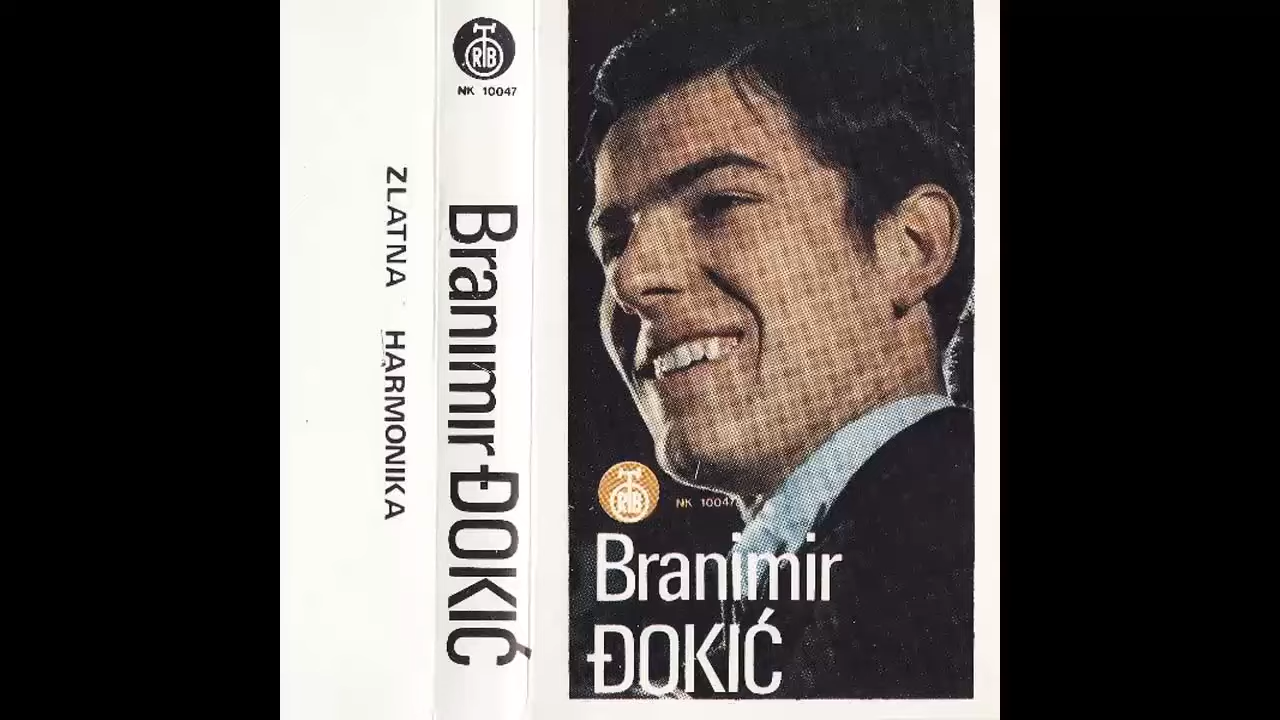 ZLATNA HARMONIKA
RTB
NK 10047
Branimir ĐOKIĆ
RTB
NK 10047
Branimir
ĐOKIĆ